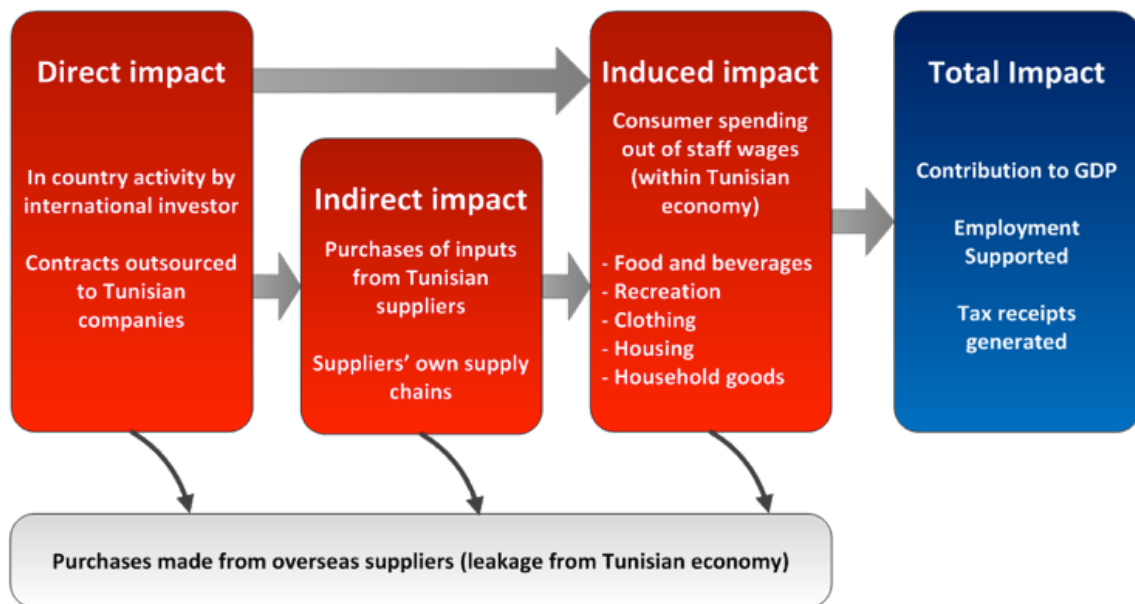 Direct impact
In country activity by
international investor
Contracts outsourced
to Tunisian
companies
Indirect impact
Purchases of inputs
from Tunisian
suppliers
Suppliers’ own supply
chains
Induced impact
Consumer spending
out of staff wages
(within Tunisian
economy)
- Food and beverages
- Recreation
- Clothing
- Housing
- Household goods
Total Impact
Contribution to GDP
Employment
Supported
Tax receipts
generated
Purchases made from overseas suppliers (leakage from Tunisian economy)